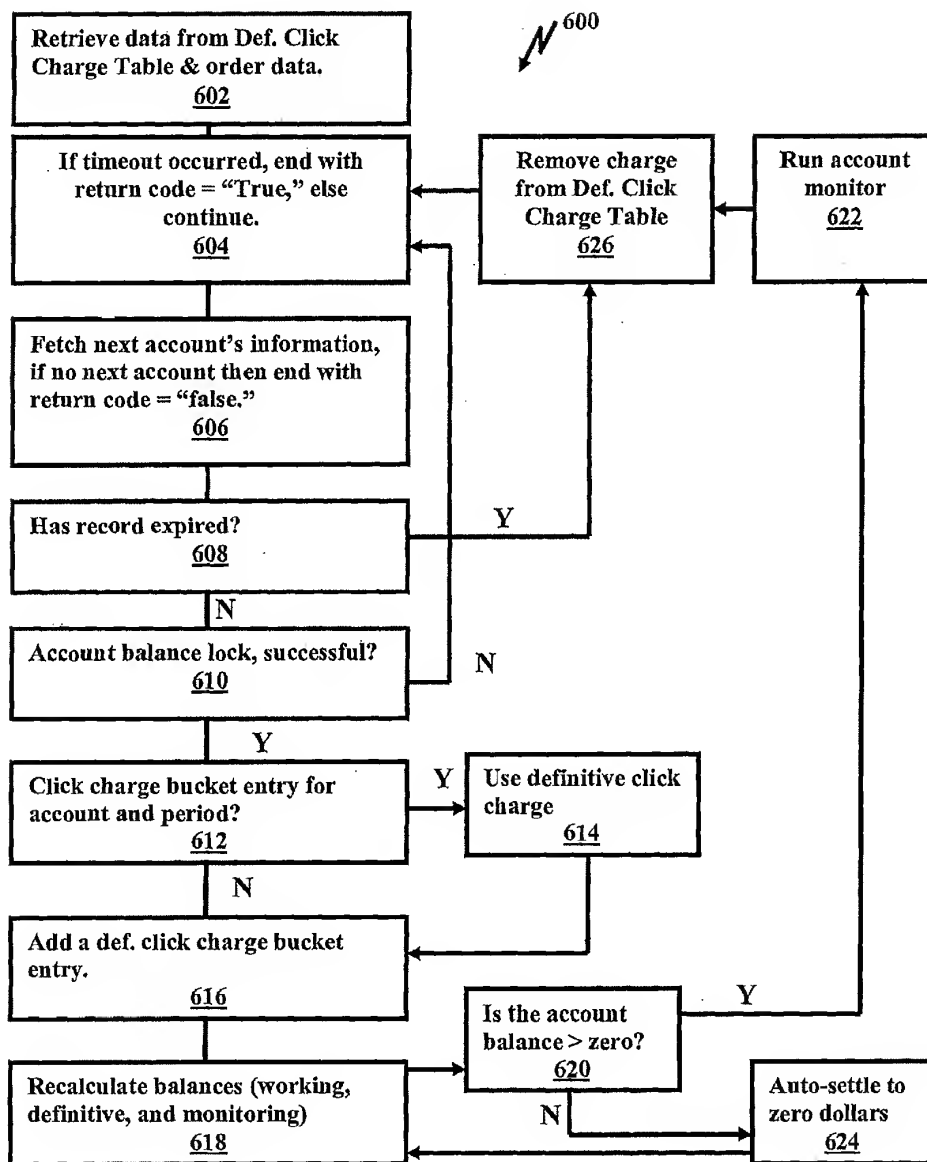 600
Retrieve data from Def. Click
Charge Table & order data.
602
If timeout occurred, end with
return code = “True,” else
continue.
604
Remove charge
from Def. Click
Charge Table
626
Run account
monitor
622
Fetch next account’s information,
if no next account then end with
return code = “false.”
606
Has record expired?
608
Y
N
Account balance lock, successful?
610
N
Y
Click charge bucket entry for
account and period?
612
Y
Use definitive click
charge
614
N
Add a def. click charge bucket
entry.
616
Is the account
balance > zero?
620
Y
N
Recalculate balances (working,
definitive, and monitoring)
618
Auto-settle to
zero dollars
624